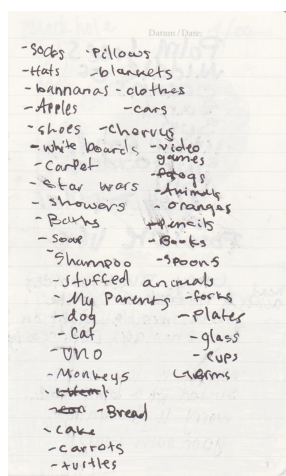 Datum / Date:
-Socks -Pillows
-Hats -blankets
-bannanas -clothes
-Apples -cars
-shoes -Cherrys
-white boards -video games
-Carpet -frogs
-Star wars -Animals
-showers -oranges
-Baths -pencils
-soap -Books
-Shampoo -spoons
-stuffed animals
-My Parents -forks
-dog -Plates
-Cat -glass
-UNO -cups
-Monkeys -worms
-Bread
-cake
-carrots
-turtles